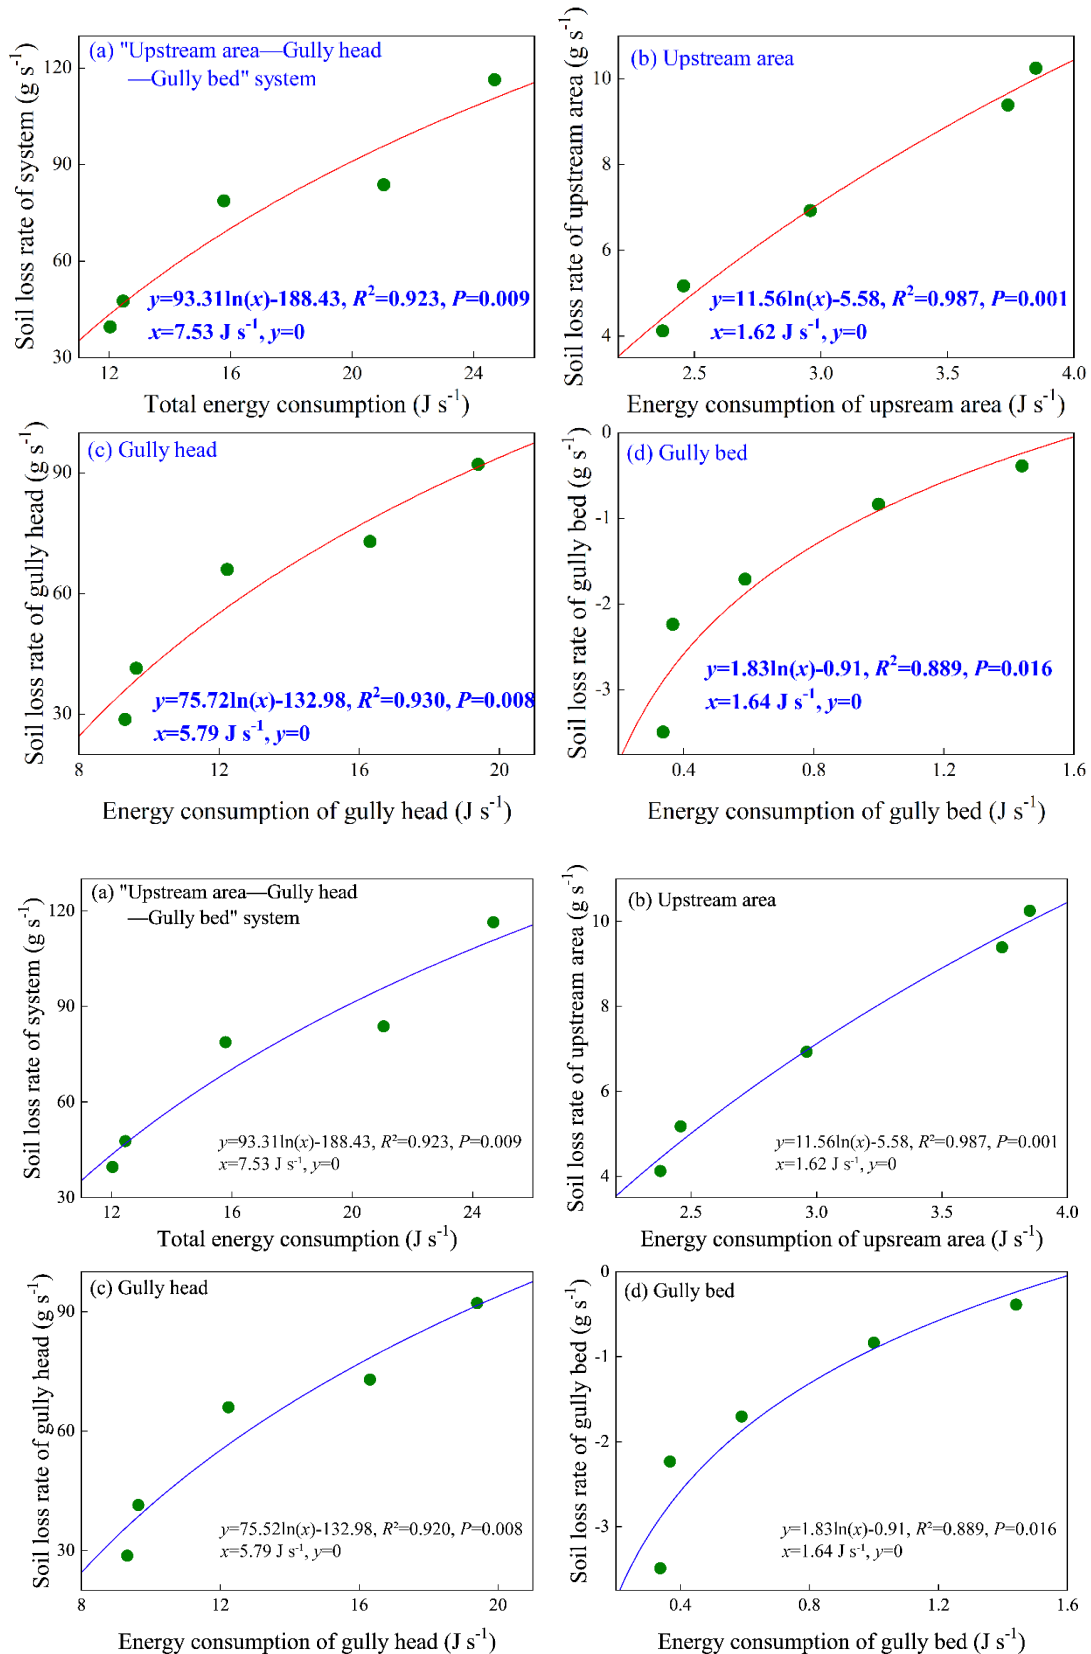 (a) "Upstream area—Gully head
—Gully bed" system
Soil loss rate of system (g s-1)
120
90
60
30
y=93.31ln(x)-188.43, R2=0.923, P=0.009
x=7.53 J s-1, y=0
12 16 20 24
Total energy consumption (J s-1)
(b) Upstream area
Soil loss rate of upstream area (g s-1)
10
8
6
4
y=11.56ln(x)-5.58, R2=0.987, P=0.001
x=1.62 J s-1, y=0
2.5 3.0 3.5 4.0
Energy consumption of upsream area (J s-1)
(c) Gully head
Soil loss rate of gully head (g s-1)
90
60
30
y=75.72ln(x)-132.98, R2=0.930, P=0.008
x=5.79 J s-1, y=0
8 12 16 20
Energy consumption of gully head (J s-1)
(d) Gully bed
Soil loss rate of gully bed (g s-1)
0
-1
-2
-3
y=1.83ln(x)-0.91, R2=0.889, P=0.016
x=1.64 J s-1, y=0
0.4 0.8 1.2 1.6
Energy consumption of gully bed (J s-1)
(a) "Upstream area—Gully head
—Gully bed" system
Soil loss rate of system (g s-1)
120
90
60
30
y=93.31ln(x)-188.43, R2=0.923, P=0.009
x=7.53 J s-1, y=0
12 16 20 24
Total energy consumption (J s-1)
(b) Upstream area
Soil loss rate of upstream area (g s-1)
10
8
6
4
y=11.56ln(x)-5.58, R2=0.987, P=0.001
x=1.62 J s-1, y=0
2.5 3.0 3.5 4.0
Energy consumption of upsream area (J s-1)
(c) Gully head
Soil loss rate of gully head (g s-1)
90
60
30
y=75.52ln(x)-132.98, R2=0.920, P=0.008
x=5.79 J s-1, y=0
8 12 16 20
Energy consumption of gully head (J s-1)
(d) Gully bed
Soil loss rate of gully bed (g s-1)
0
-1
-2
-3
y=1.83ln(x)-0.91, R2=0.889, P=0.016
x=1.64 J s-1, y=0
0.4 0.8 1.2 1.6
Energy consumption of gully bed (J s-1)